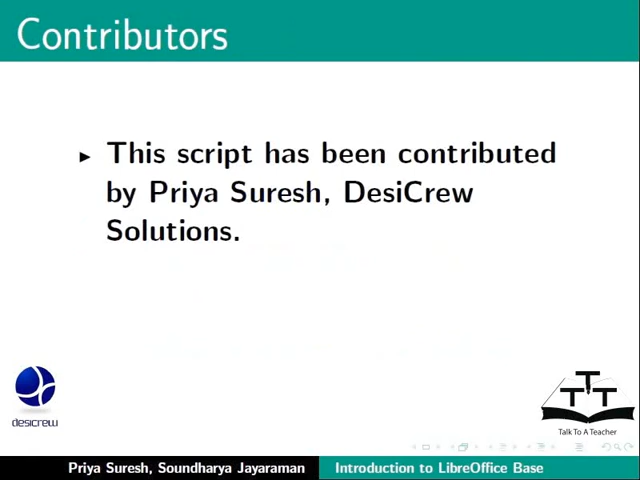 Contributors
This script has been contributed
by Priya Suresh, DesiCrew
Solutions.
desicrew
T T T
Talk To A Teacher
Priya Suresh, Soundharya Jayaraman
Introduction to LibreOffice Base